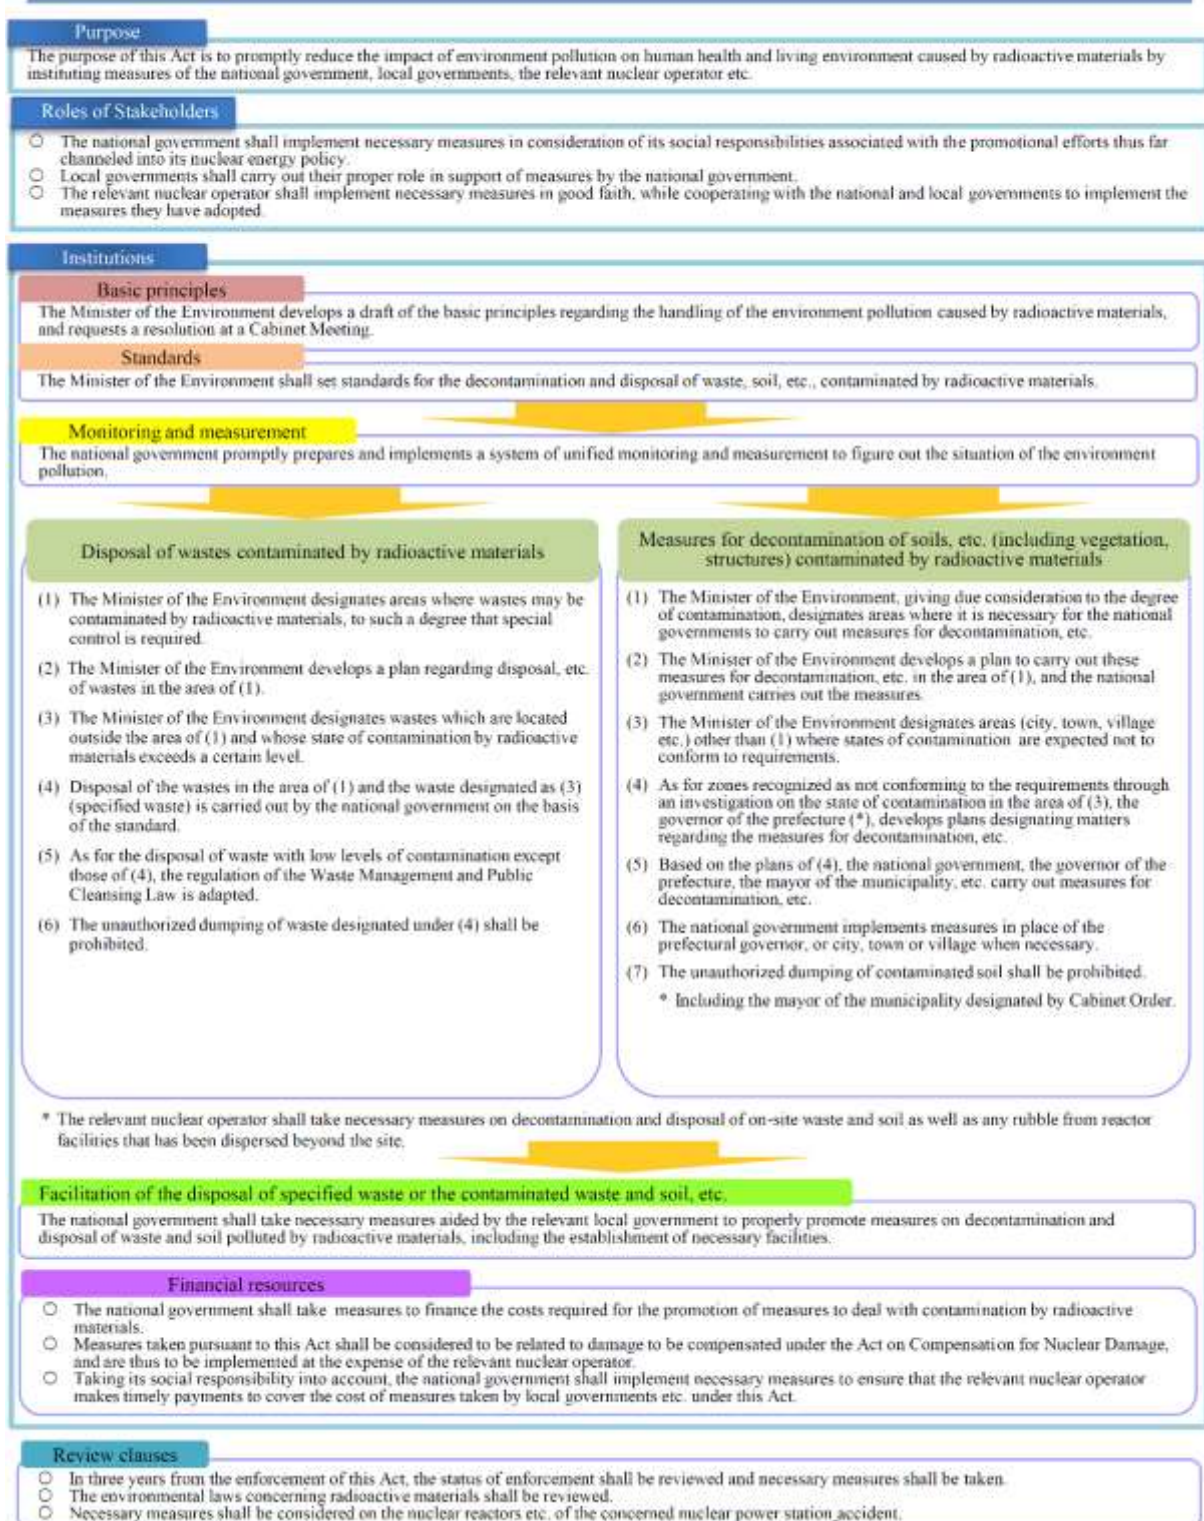 Purpose
The purpose of this Act is to promptly reduce the impact of environment pollution on human health and living environment caused by radioactive materials by
instituting measures of the national government, local governments, the relevant nuclear operator etc.
Roles of Stakeholders
○ The national government shall implement necessary measures in consideration of its social responsibilities associated with the promotional efforts thus far
channeled into its nuclear energy policy.
○ Local governments shall carry out their proper role in support of measures by the national government.
○ The relevant nuclear operator shall implement necessary measures in good faith, while cooperating with the national and local governments to implement the
measures they have adopted.
Institutions
Basic principles
The Minister of the Environment develops a draft of the basic principles regarding the handling of the environment pollution caused by radioactive materials,
and requests a resolution at a Cabinet Meeting.
Standards
The Minister of the Environment shall set standards for the decontamination and disposal of waste, soil, etc., contaminated by radioactive materials.
Monitoring and measurement
The national government promptly prepares and implements a system of unified monitoring and measurement to figure out the situation of the environment
pollution.
Disposal of wastes contaminated by radioactive materials
(1) The Minister of the Environment designates areas where wastes may be
contaminated by radioactive materials, to such a degree that special
control is required.
(2) The Minister of the Environment develops a plan regarding disposal, etc.
of wastes in the area of (1).
(3) The Minister of the Environment designates wastes which are located
outside the area of (1) and whose state of contamination by radioactive
materials exceeds a certain level.
(4) Disposal of the wastes in the area of (1) and the waste designated as (3)
(specified waste) is carried out by the national government on the basis
of the standard.
(5) As for the disposal of waste with low levels of contamination except
those of (4), the regulation of the Waste Management and Public
Cleansing Law is adapted.
(6) The unauthorized dumping of waste designated under (4) shall be
prohibited.
Measures for decontamination of soils, etc. (including vegetation,
structures) contaminated by radioactive materials
(1) The Minister of the Environment, giving due consideration to the degree
of contamination, designates areas where it is necessary for the national
governments to carry out measures for decontamination, etc.
(2) The Minister of the Environment develops a plan to carry out these
measures for decontamination, etc. in the area of (1), and the national
government carries out the measures.
(3) The Minister of the Environment designates areas (city, town, village
etc.) other than (1) where states of contamination are expected not to
conform to requirements.
(4) As for zones recognized as not conforming to the requirements through
an investigation on the state of contamination in the area of (3), the
governor of the prefecture (*), develops plans designating matters
regarding the measures for decontamination, etc.
(5) Based on the plans of (4), the national government, the governor of the
prefecture, the mayor of the municipality, etc. carry out measures for
decontamination, etc.
(6) The national government implements measures in place of the
prefectural governor, or city, town or village when necessary.
(7) The unauthorized dumping of contaminated soil shall be prohibited.
* Including the mayor of the municipality designated by Cabinet Order.
* The relevant nuclear operator shall take necessary measures on decontamination and disposal of on-site waste and soil as well as any rubble from reactor
facilities that has been dispersed beyond the site.
Facilitation of the disposal of specified waste or the contaminated waste and soil, etc.
The national government shall take necessary measures aided by the relevant local government to properly promote measures on decontamination and
disposal of waste and soil polluted by radioactive materials, including the establishment of necessary facilities.
Financial resources
○ The national government shall take measures to finance the costs required for the promotion of measures to deal with contamination by radioactive
materials.
○ Measures taken pursuant to this Act shall be considered to be related to damage to be compensated under the Act on Compensation for Nuclear Damage,
and are thus to be implemented at the expense of the relevant nuclear operator.
○ Taking its social responsibility into account, the national government shall implement necessary measures to ensure that the relevant nuclear operator
makes timely payments to cover the cost of measures taken by local governments etc. under this Act.
Review clauses
○ In three years from the enforcement of this Act, the status of enforcement shall be reviewed and necessary measures shall be taken.
○ The environmental laws concerning radioactive materials shall be reviewed.
○ Necessary measures shall be considered on the nuclear reactors etc. of the concerned nuclear power station accident.